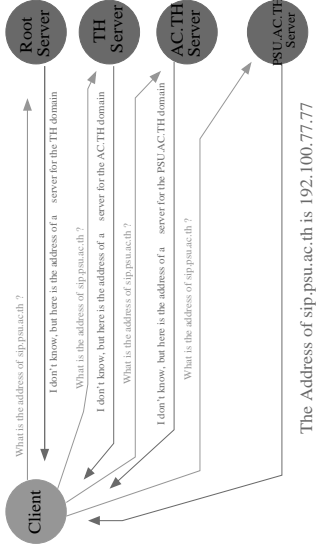 Root
Server
TH
Server
AC.TH
Server
PSU.AC.TH
Server
Client
What is the address of sip.psu.ac.th ?
I don't know, but here is the address of a server for the TH domain
What is the address of sip.psu.ac.th ?
I don't know, but here is the address of a server for the AC.TH domain
What is the address of sip.psu.ac.th ?
I don't know, but here is the address of a server for the PSU.AC.TH domain
What is the address of sip.psu.ac.th ?
The Address of sip.psu.ac.th is 192.100.77.77